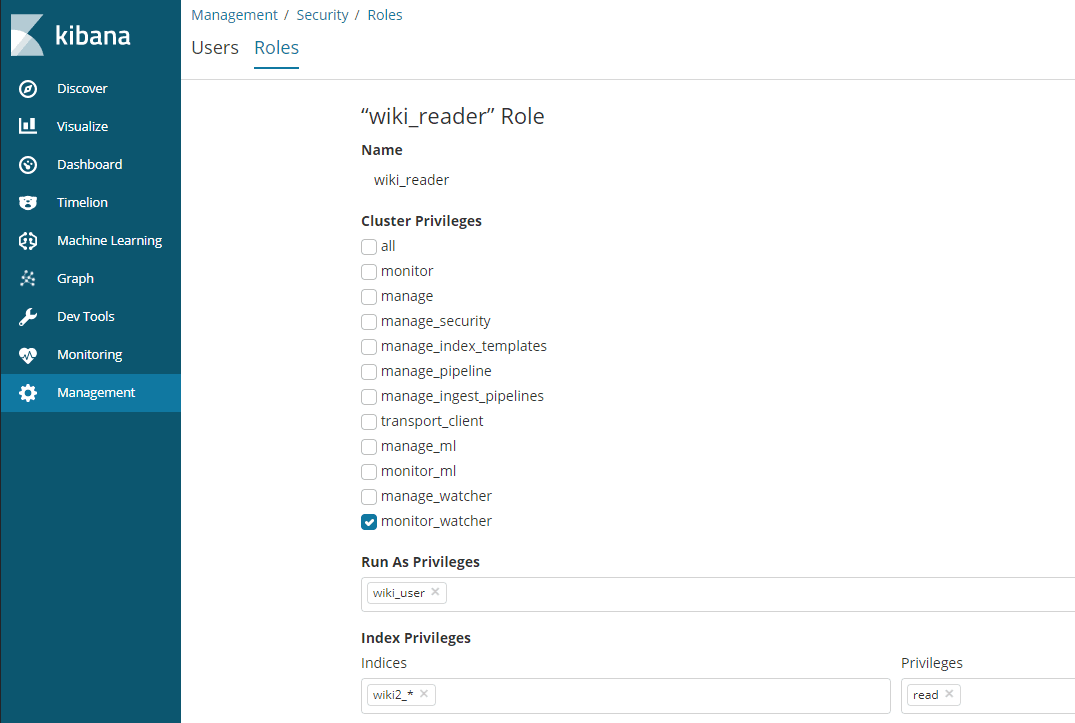 kibana
Discover
Visualize
Dashboard
Timelion
Machine Learning
Graph
Dev Tools
Monitoring
Management
Management / Security / Roles
Users Roles
“wiki_reader” Role
Name
wiki_reader
Cluster Privileges
all
monitor
manage
manage_security
manage_index_templates
manage_pipeline
manage_ingest_pipelines
transport_client
manage_ml
monitor_ml
manage_watcher
monitor_watcher
Run As Privileges
wiki_user ×
Index Privileges
Indices Privileges
wiki2_* × read ×